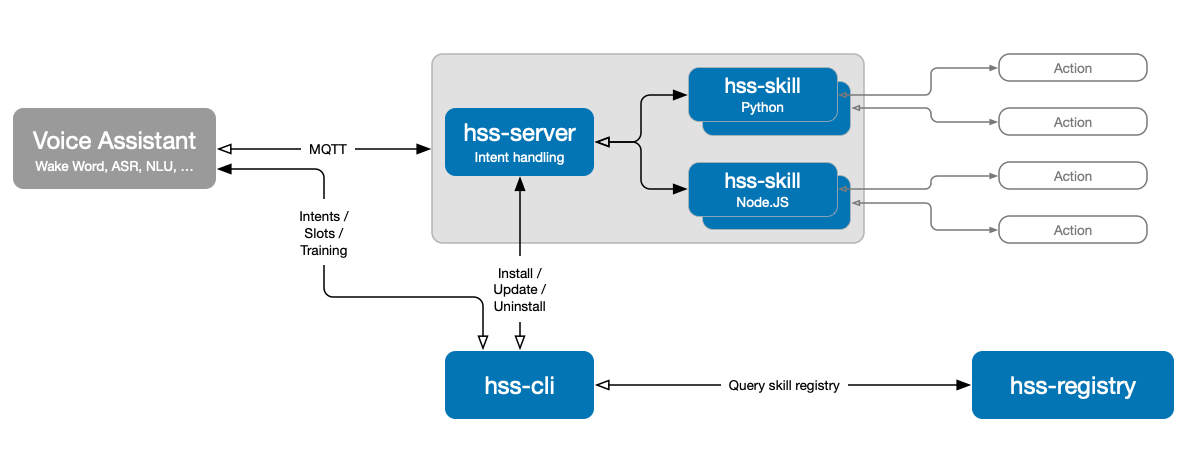 Voice Assistant
Wake Word, ASR, NLU, ...
MQTT
hss-server
Intent handling
hss-skill
Python
hss-skill
Node.JS
Action
Action
Action
Action
Intents /
Slots /
Training
Install /
Update /
Uninstall
hss-cli
Query skill registry
hss-registry